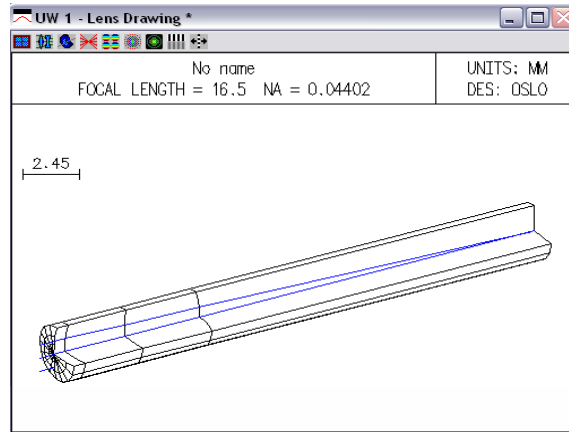 UW 1 - Lens Drawing *
No name
FOCAL LENGTH = 16.5 NA = 0.04402
UNITS: MM
DES: OSLO
2.45